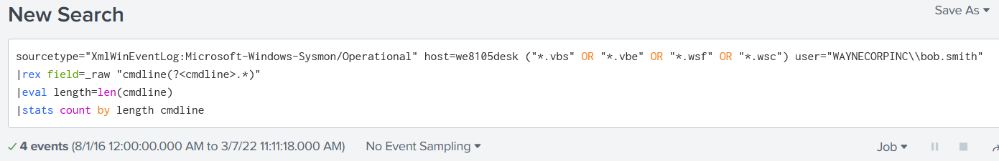 New Search
Save As
sourcetype="XmlWinEventLog:Microsoft-Windows-Sysmon/Operational" host=we8105desk ("*.vbs" OR "*.vbe" OR "*.wsf" OR "*.wsc") user="WAYNECORPINC\\bob.smith"
|rex field=_raw "cmdline(?<cmdline>.*)"
|eval length=len(cmdline)
|stats count by length cmdline
4 events (8/1/16 12:00:00.000 AM to 3/7/22 11:11:18.000 AM) No Event Sampling Job